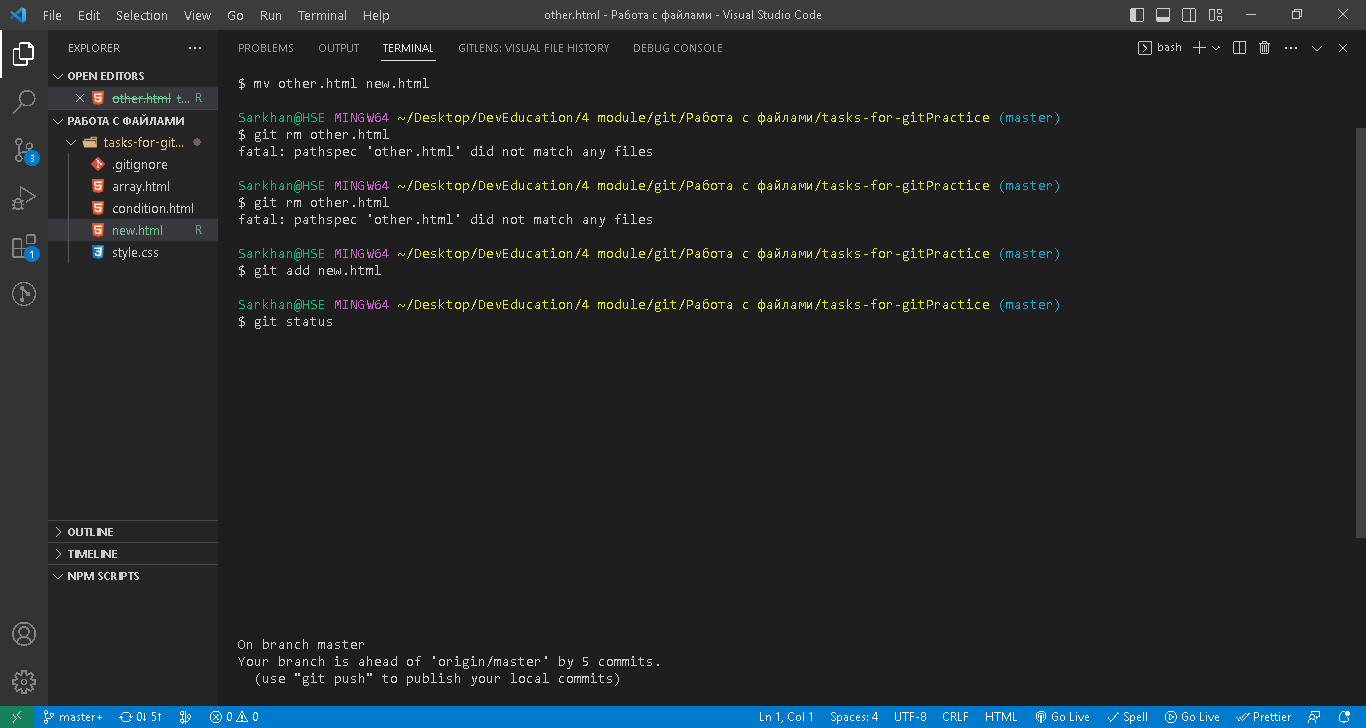 File Edit Selection View Go Run Terminal Help
other.html - Работа с файлами - Visual Studio Code
EXPLORER
OPEN EDITORS
other.html t... R
РАБОТА С ФАЙЛАМИ
tasks-for-git...
.gitignore
array.html
condition.html
new.html R
style.css
OUTLINE
TIMELINE
NPM SCRIPTS
3
1
PROBLEMS OUTPUT TERMINAL GITLENS: VISUAL FILE HISTORY DEBUG CONSOLE
bash
$ mv other.html new.html
Sarkhan@HSE MINGW64 ~/Desktop/DevEducation/4 module/git/Работа с файлами/tasks-for-gitPractice (master)
$ git rm other.html
fatal: pathspec 'other.html' did not match any files
Sarkhan@HSE MINGW64 ~/Desktop/DevEducation/4 module/git/Работа с файлами/tasks-for-gitPractice (master)
$ git rm other.html
fatal: pathspec 'other.html' did not match any files
Sarkhan@HSE MINGW64 ~/Desktop/DevEducation/4 module/git/Работа с файлами/tasks-for-gitPractice (master)
$ git add new.html
Sarkhan@HSE MINGW64 ~/Desktop/DevEducation/4 module/git/Работа с файлами/tasks-for-gitPractice (master)
$ git status
On branch master
Your branch is ahead of 'origin/master' by 5 commits.
(use "git push" to publish your local commits)
master+ 0↓ 5↑ 0 0 Ln 1, Col 1 Spaces: 4 UTF-8 CRLF HTML Go Live Spell Go Live Prettier